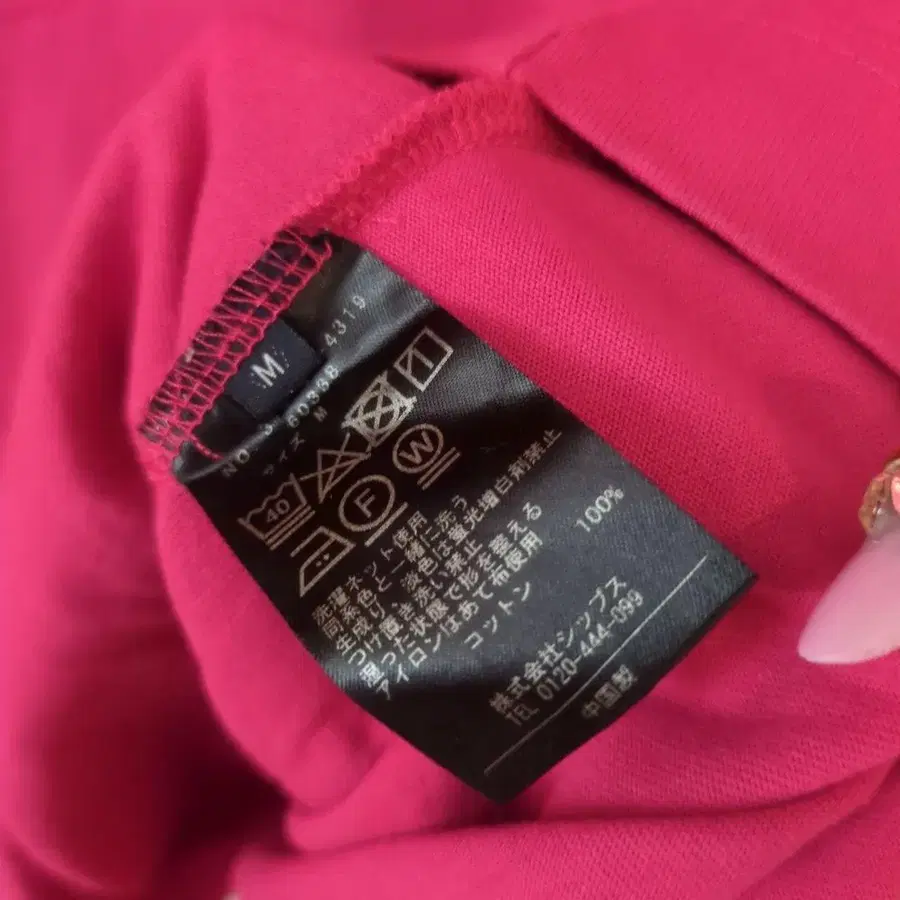 M
NO 3 60368 4319
サイズ M
40
F W
洗濯ネット使用
同系色と一緒に洗う
生成り、淡色は蛍光増白剤禁止
つけ置き洗い禁止
湿った状態で形を整える
アイロンはあて布使用
コットン 100%
株式会社シップス
TEL 0120-444-099
中国製